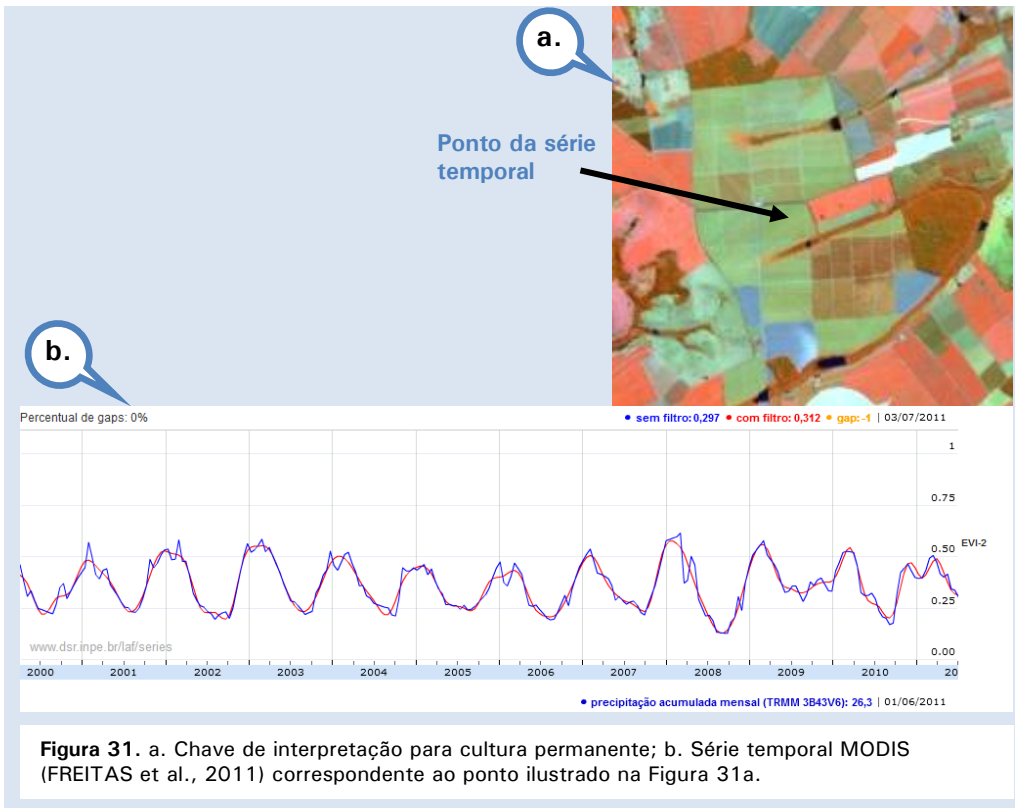 a.
Ponto da série
temporal
b.
Percentual de gaps: 0%
• sem filtro: 0,297 • com filtro: 0,312 • gap: -1 | 03/07/2011
1
0.75
0.50 EVI-2
0.25
0.00
www.dsr.inpe.br/laf/series
2000 2001 2002 2003 2004 2005 2006 2007 2008 2009 2010 20
• precipitação acumulada mensal (TRMM 3B43V6): 26,3 | 01/06/2011
Figura 31. a. Chave de interpretação para cultura permanente; b. Série temporal MODIS
(FREITAS et al., 2011) correspondente ao ponto ilustrado na Figura 31a.